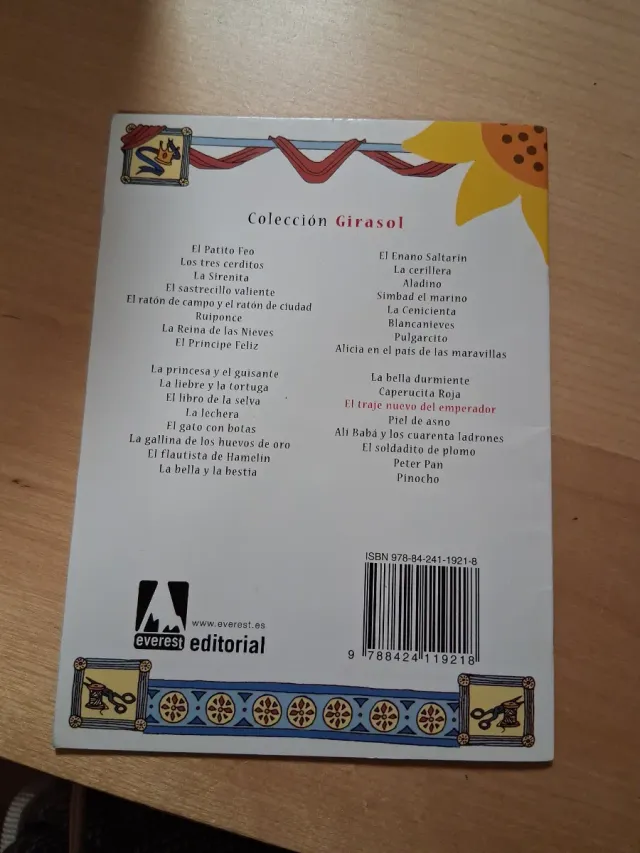 Colección Girasol
El Patito Feo
Los tres cerditos
La Sirenita
El sastrecillo valiente
El ratón de campo y el ratón de ciudad
Ruiponce
La Reina de las Nieves
El Príncipe Feliz
El Enano Saltarín
La cerillera
Aladino
Simbad el marino
La Cenicienta
Blancanieves
Pulgarcito
Alicia en el país de las maravillas
La princesa y el guisante
La liebre y la tortuga
El libro de la selva
La lechera
El gato con botas
La gallina de los huevos de oro
El flautista de Hamelin
La bella y la bestia
La bella durmiente
Caperucita Roja
El traje nuevo del emperador
Piel de asno
Alí Babá y los cuarenta ladrones
El soldadito de plomo
Peter Pan
Pinocho
ISBN 978-84-241-1921-8
9 788424 119218
www.everest.es
everest editorial